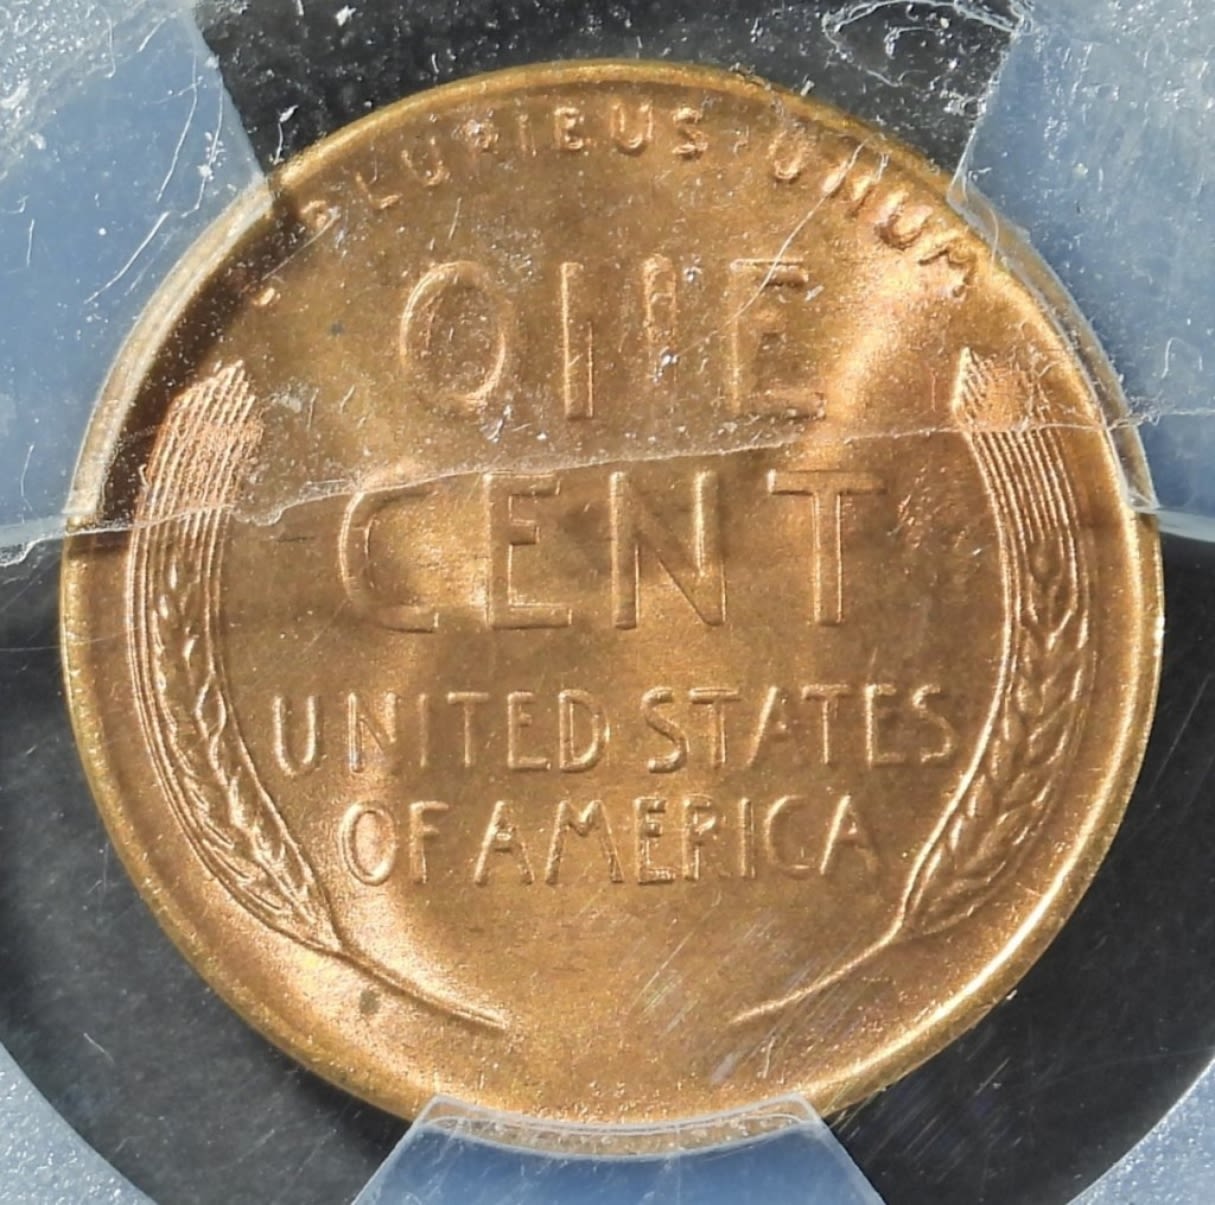 PLURIBUS · UNUM
ONE
CENT
UNITED STATES
OF AMERICA